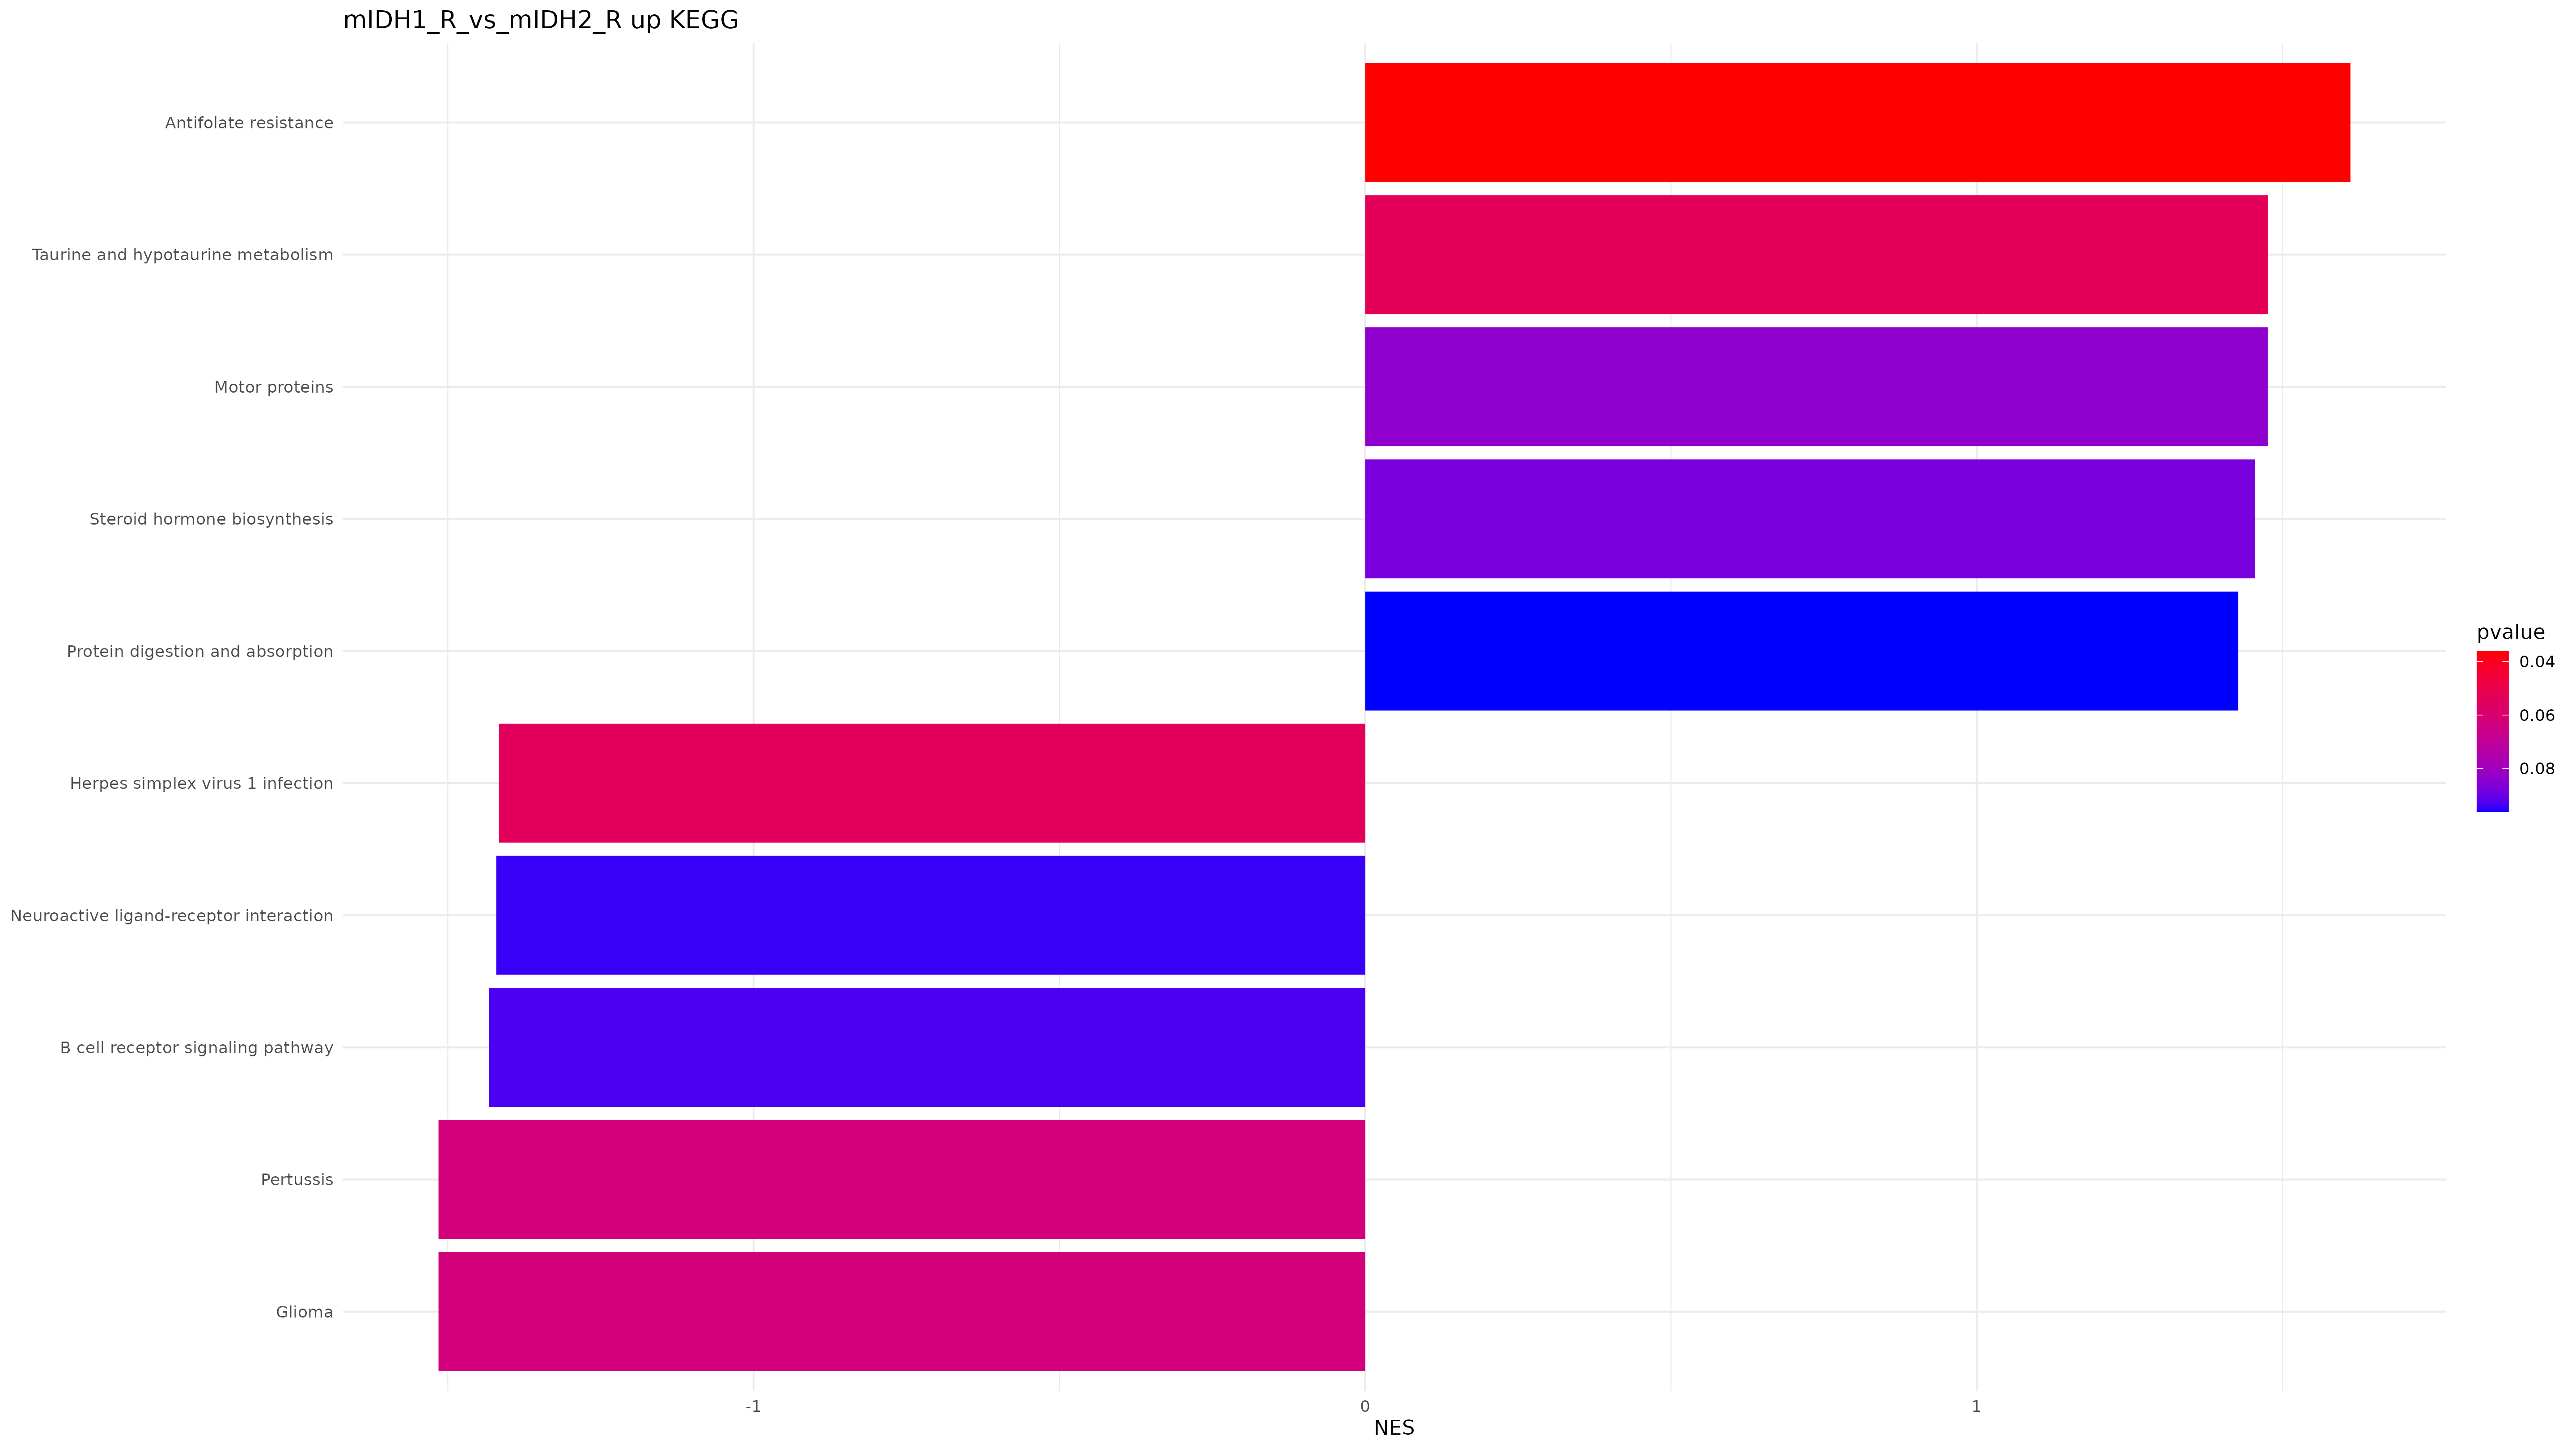 mIDH1_R_vs_mIDH2_R up KEGG
Antifolate resistance
Taurine and hypotaurine metabolism
Motor proteins
Steroid hormone biosynthesis
Protein digestion and absorption
Herpes simplex virus 1 infection
Neuroactive ligand-receptor interaction
B cell receptor signaling pathway
Pertussis
Glioma
-1
0
1
NES
pvalue
0.04
0.06
0.08